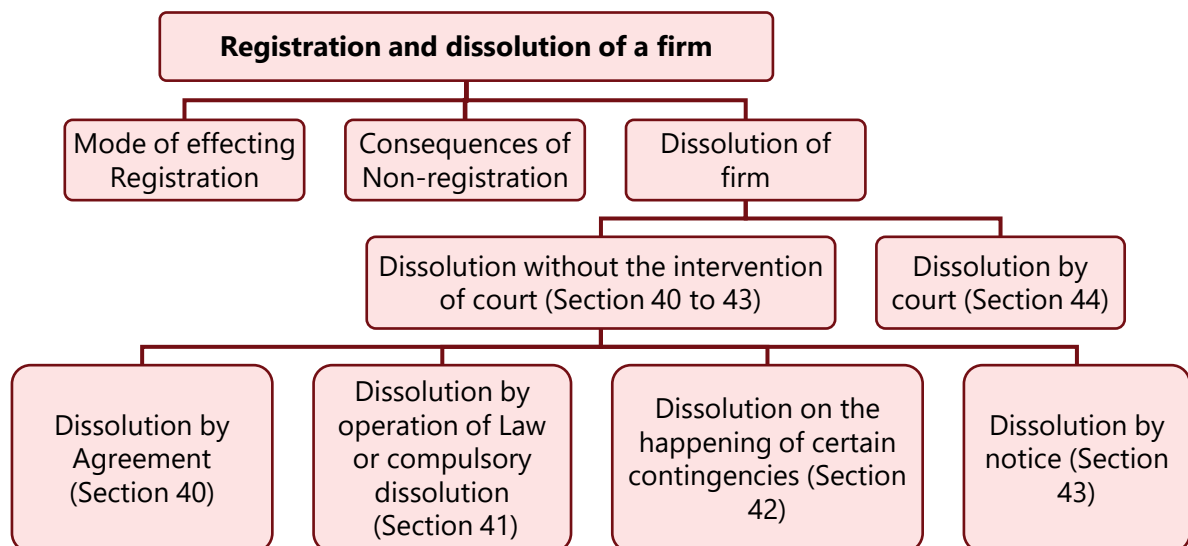 Registration and dissolution of a firm
Mode of effecting
Registration
Consequences of
Non-registration
Dissolution of
firm
Dissolution without the intervention
of court (Section 40 to 43)
Dissolution by
court (Section 44)
Dissolution by
Agreement
(Section 40)
Dissolution by
operation of Law
or compulsory
dissolution
(Section 41)
Dissolution on the
happening of certain
contingencies (Section
42)
Dissolution by
notice (Section
43)